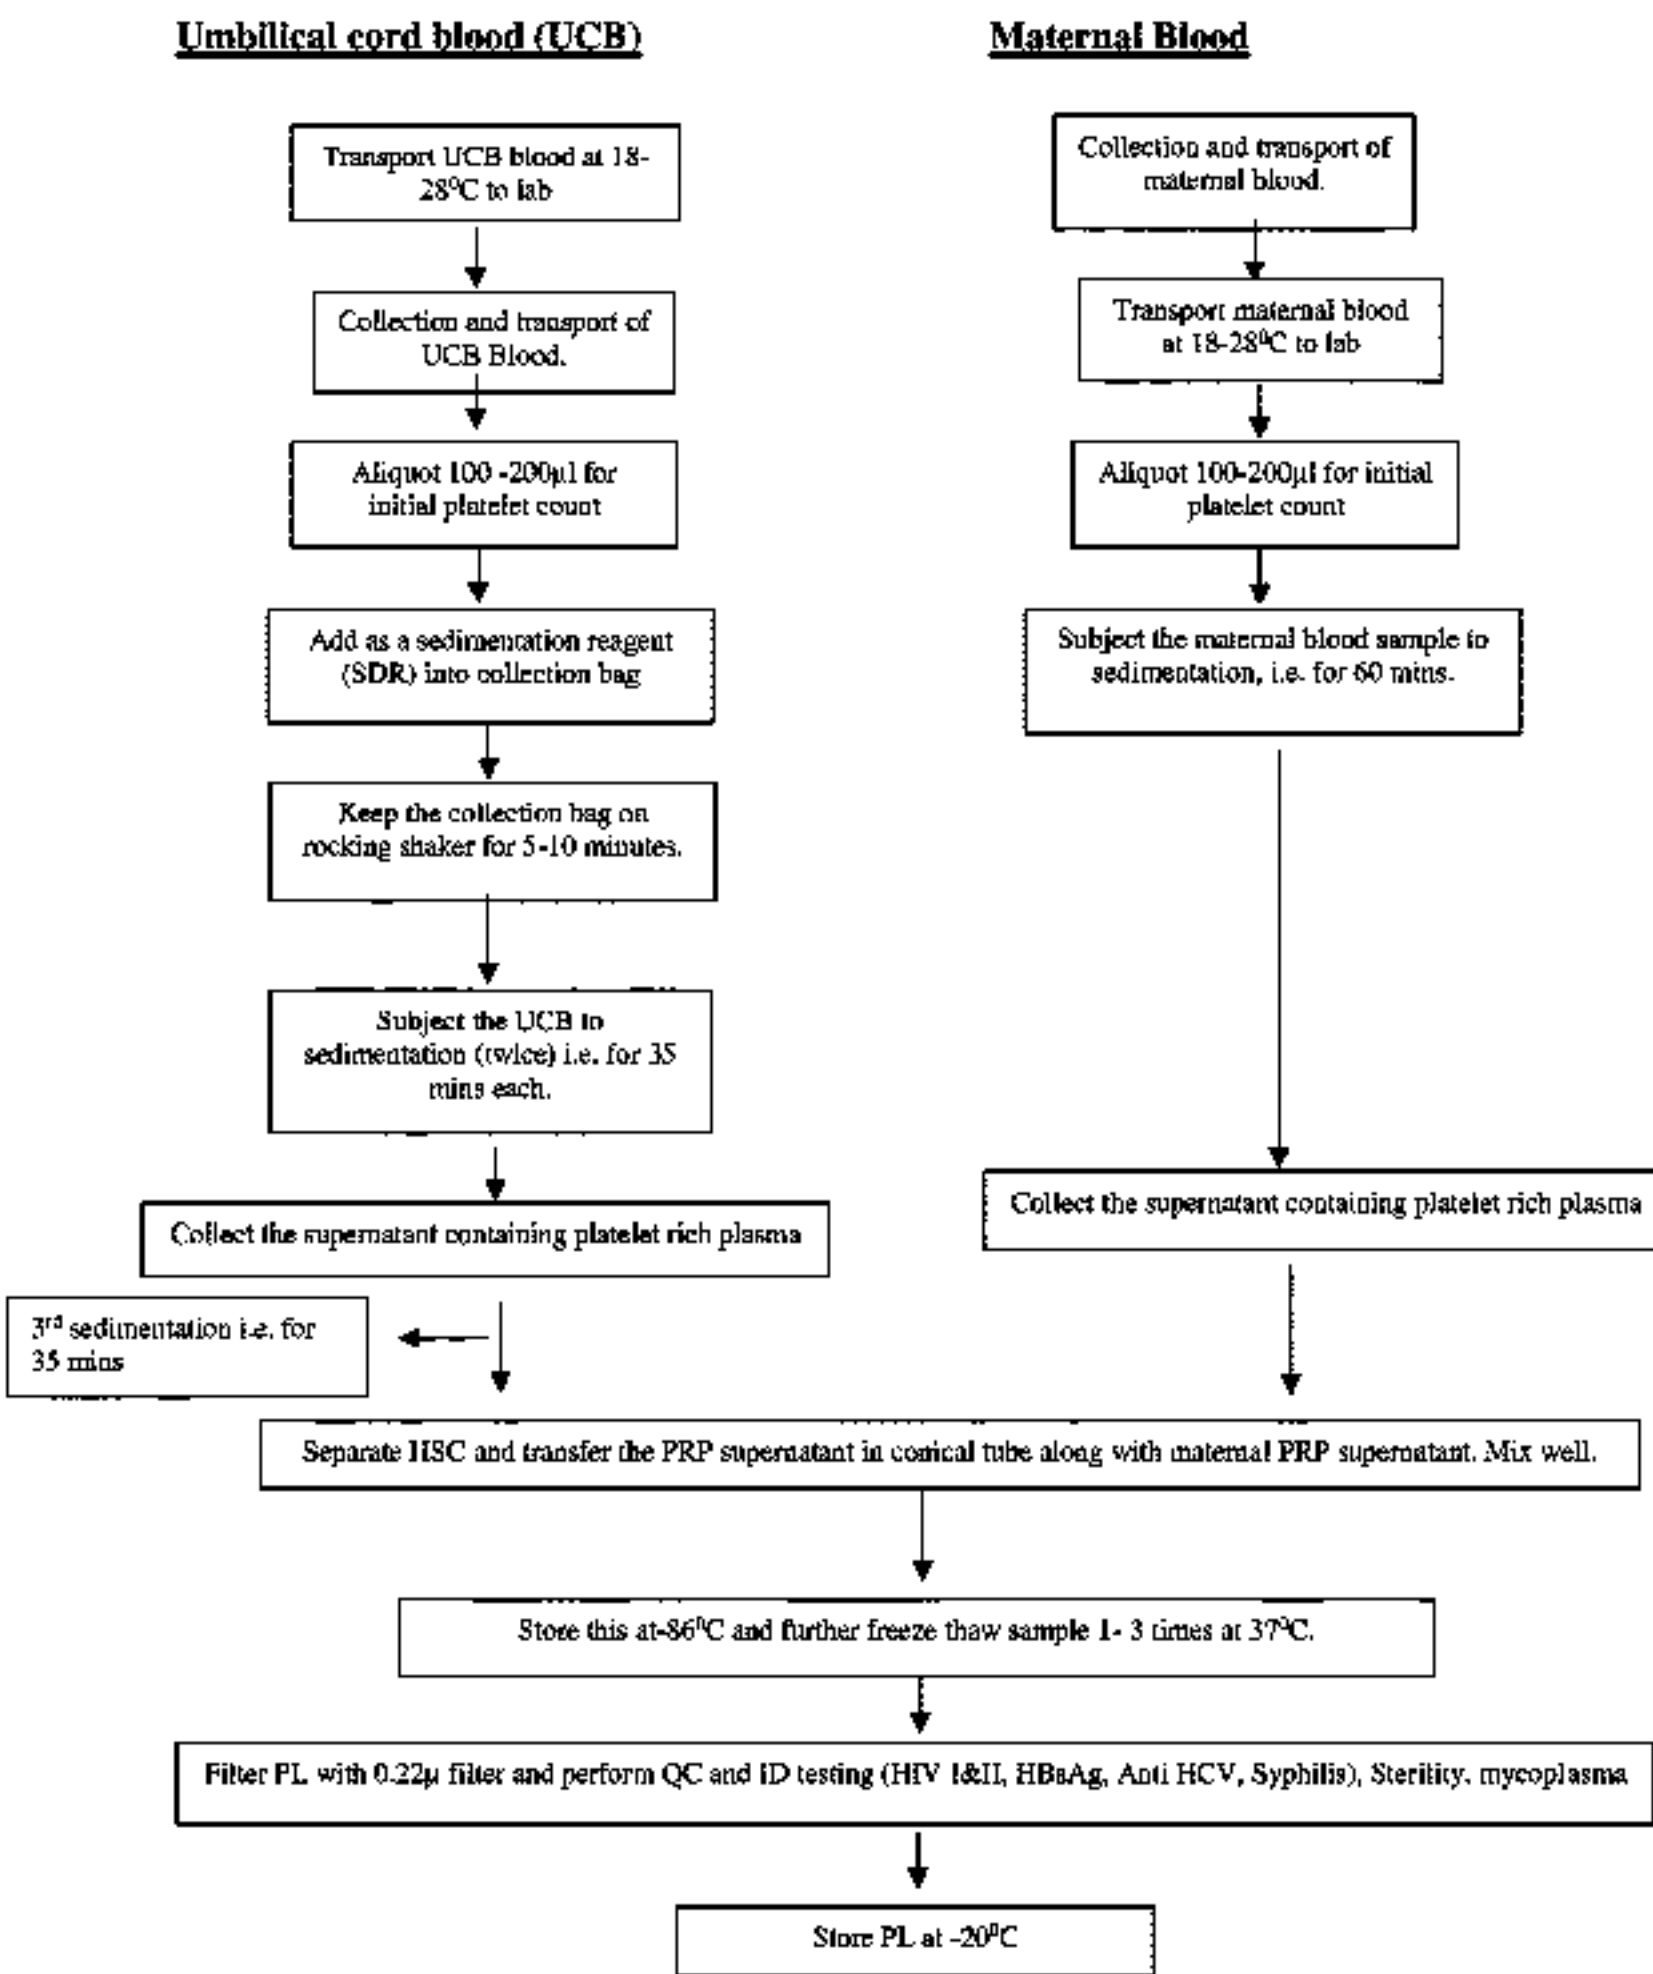 Umbilical cord blood (UCB)
Transport UCB blood at 18-
28⁰C to lab
Collection and transport of
UCB Blood.
Aliquot 100 -200µl for
initial platelet count
Add as a sedimentation reagent
(SDR) into collection bag
Keep the collection bag on
rocking shaker for 5-10 minutes.
Subject the UCB to
sedimentation (twice) i.e. for 35
mins each.
Collect the supernatant containing platelet rich plasma
3rd sedimentation i.e. for
35 mins
Maternal Blood
Collection and transport of
maternal blood.
Transport maternal blood
at 18-28⁰C to lab
Aliquot 100-200µl for initial
platelet count
Subject the maternal blood sample to
sedimentation, i.e. for 60 mins.
Collect the supernatant containing platelet rich plasma
Separate HSC and transfer the PRP supernatant in conical tube along with maternal PRP supernatant. Mix well.
Store this at-86⁰C and further freeze thaw sample 1- 3 times at 37⁰C.
Filter PL with 0.22µ filter and perform QC and ID testing (HIV I&II, HBsAg, Anti HCV, Syphilis), Sterility, mycoplasma
Store PL at -20⁰C